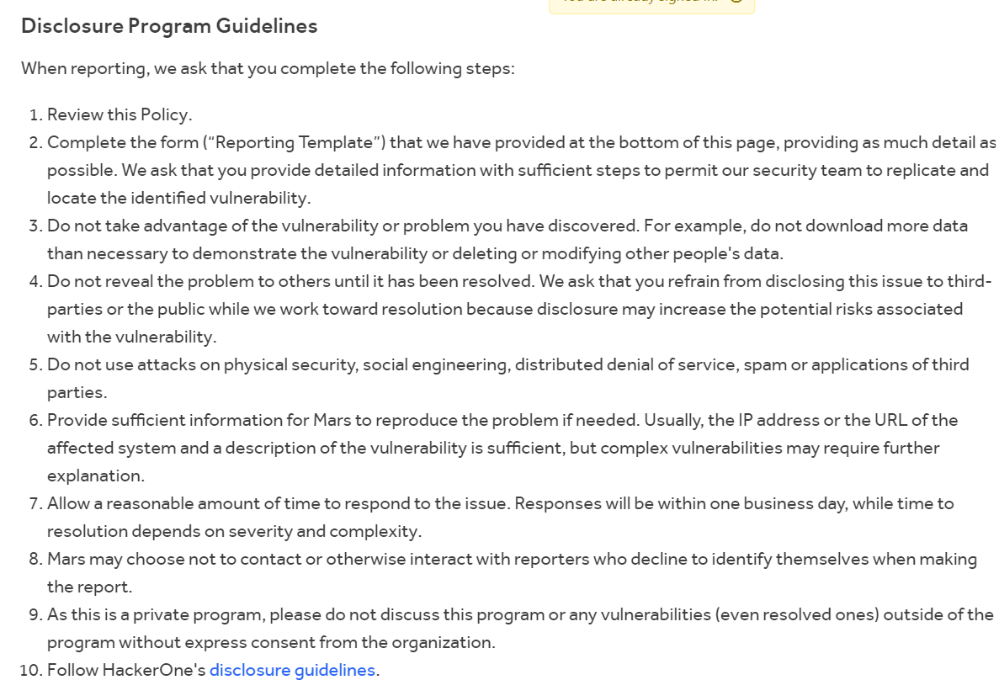 You are already signed in.
Disclosure Program Guidelines
When reporting, we ask that you complete the following steps:
1. Review this Policy.
2. Complete the form (“Reporting Template”) that we have provided at the bottom of this page, providing as much detail as
possible. We ask that you provide detailed information with sufficient steps to permit our security team to replicate and
locate the identified vulnerability.
3. Do not take advantage of the vulnerability or problem you have discovered. For example, do not download more data
than necessary to demonstrate the vulnerability or deleting or modifying other people's data.
4. Do not reveal the problem to others until it has been resolved. We ask that you refrain from disclosing this issue to third-
parties or the public while we work toward resolution because disclosure may increase the potential risks associated
with the vulnerability.
5. Do not use attacks on physical security, social engineering, distributed denial of service, spam or applications of third
parties.
6. Provide sufficient information for Mars to reproduce the problem if needed. Usually, the IP address or the URL of the
affected system and a description of the vulnerability is sufficient, but complex vulnerabilities may require further
explanation.
7. Allow a reasonable amount of time to respond to the issue. Responses will be within one business day, while time to
resolution depends on severity and complexity.
8. Mars may choose not to contact or otherwise interact with reporters who decline to identify themselves when making
the report.
9. As this is a private program, please do not discuss this program or any vulnerabilities (even resolved ones) outside of the
program without express consent from the organization.
10. Follow HackerOne's disclosure guidelines.